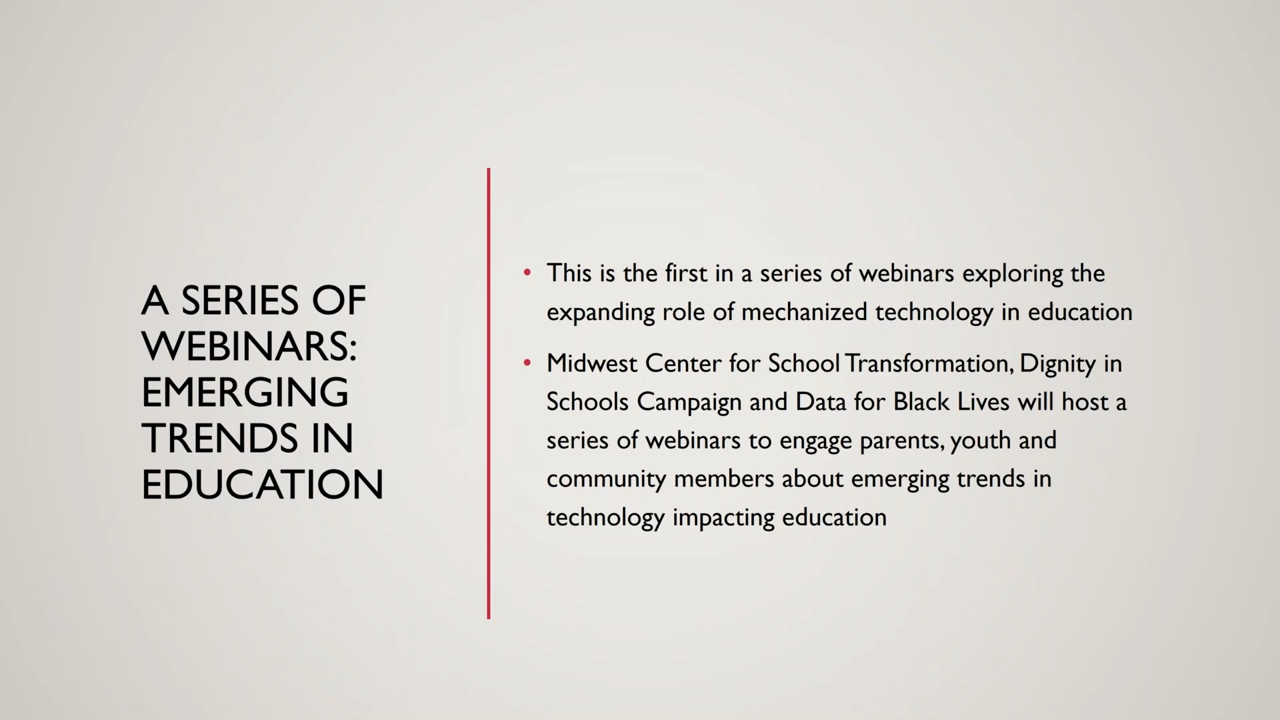 A SERIES OF
WEBINARS:
EMERGING
TRENDS IN
EDUCATION
• This is the first in a series of webinars exploring the
expanding role of mechanized technology in education
• Midwest Center for School Transformation, Dignity in
Schools Campaign and Data for Black Lives will host a
series of webinars to engage parents, youth and
community members about emerging trends in
technology impacting education